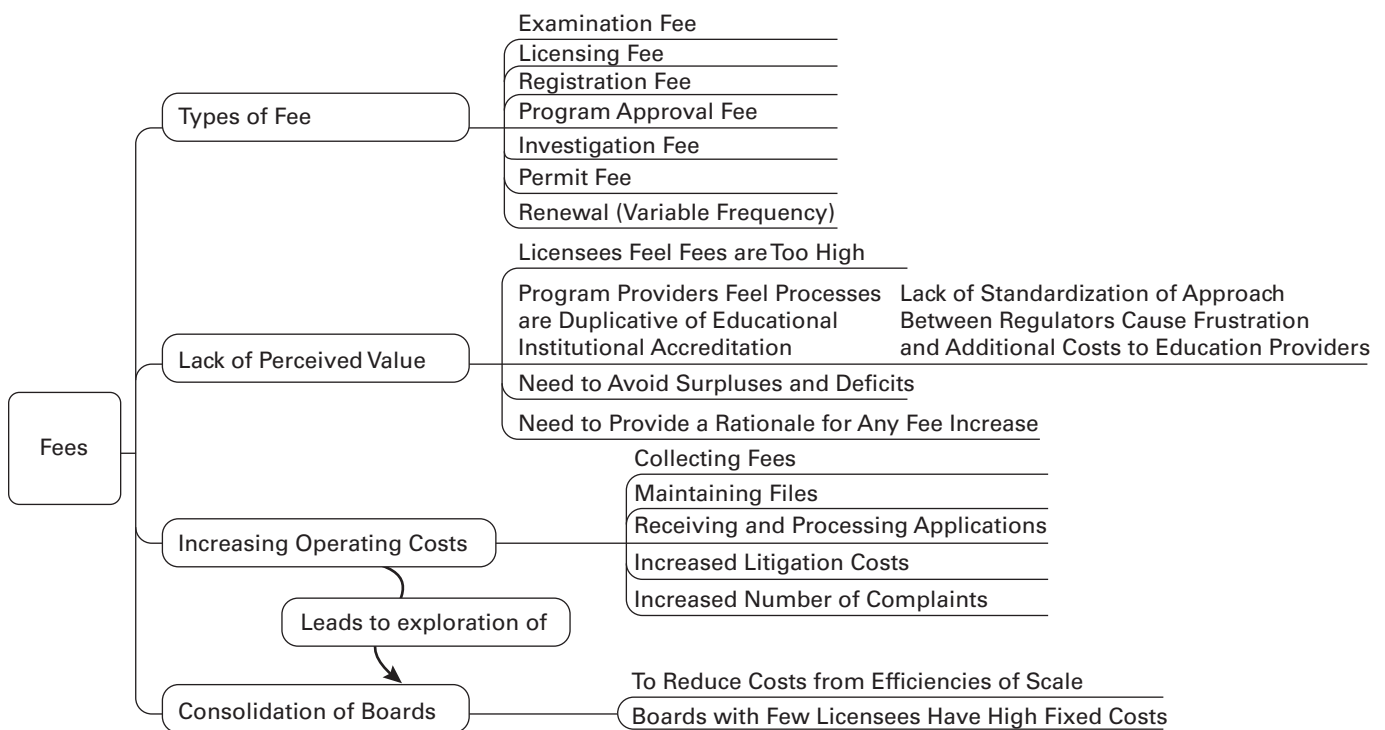 Fees
Types of Fee
Examination Fee
Licensing Fee
Registration Fee
Program Approval Fee
Investigation Fee
Permit Fee
Renewal (Variable Frequency)
Lack of Perceived Value
Licensees Feel Fees are Too High
Program Providers Feel Processes
are Duplicative of Educational
Institutional Accreditation
Lack of Standardization of Approach
Between Regulators Cause Frustration
and Additional Costs to Education Providers
Need to Avoid Surpluses and Deficits
Need to Provide a Rationale for Any Fee Increase
Increasing Operating Costs
Collecting Fees
Maintaining Files
Receiving and Processing Applications
Increased Litigation Costs
Increased Number of Complaints
Leads to exploration of
Consolidation of Boards
To Reduce Costs from Efficiencies of Scale
Boards with Few Licensees Have High Fixed Costs